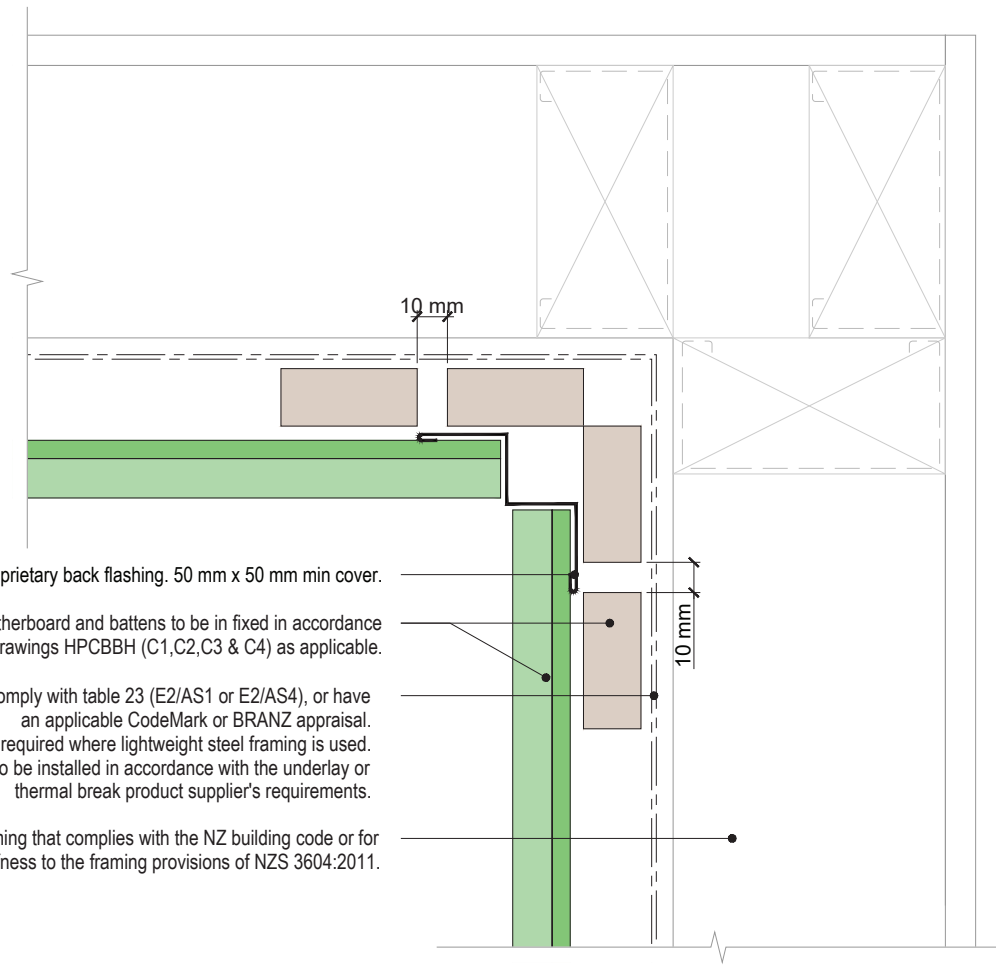 10 mm
prietary back flashing. 50 mm x 50 mm min cover.
therboard and battens to be in fixed in accordance
rawings HPCBBH (C1,C2,C3 & C4) as applicable.
10 mm
omply with table 23 (E2/AS1 or E2/AS4), or have
an applicable CodeMark or BRANZ appraisal.
required where lightweight steel framing is used.
o be installed in accordance with the underlay or
thermal break product supplier's requirements.
ning that complies with the NZ building code or for
ness to the framing provisions of NZS 3604:2011.